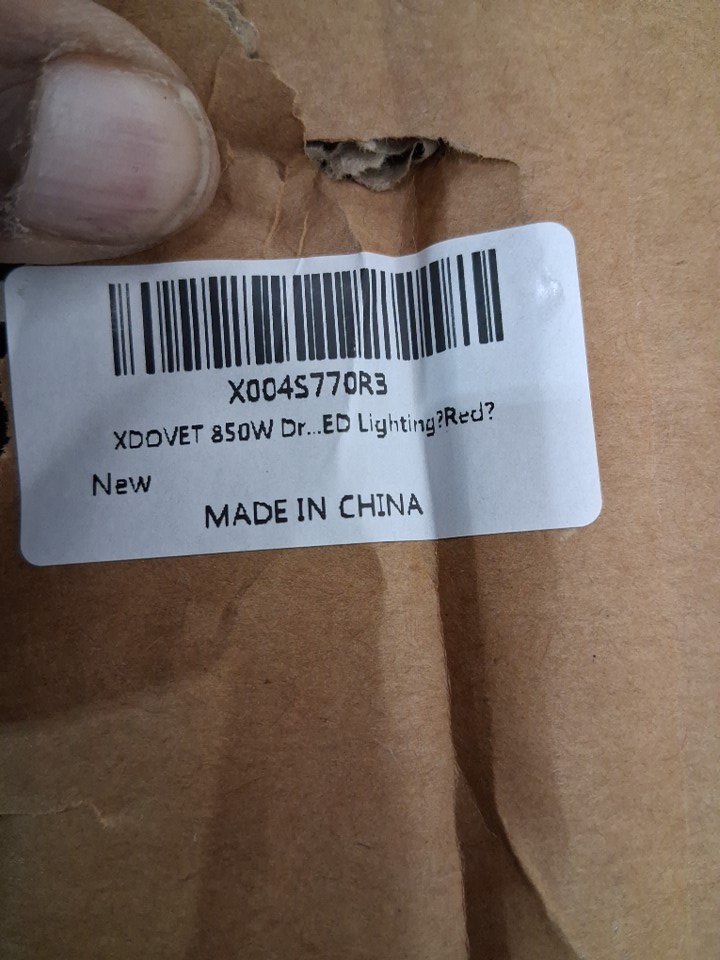 X004S770R3
XDOVET 850W Dr...ED Lighting?Red?
New
MADE IN CHINA